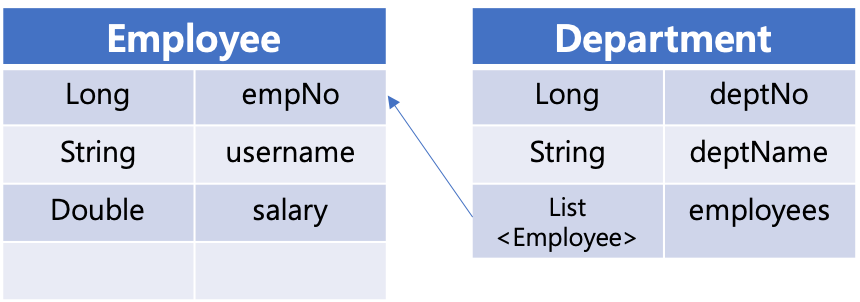 Employee
Long empNo
String username
Double salary
Department
Long deptNo
String deptName
List
<Employee> employees